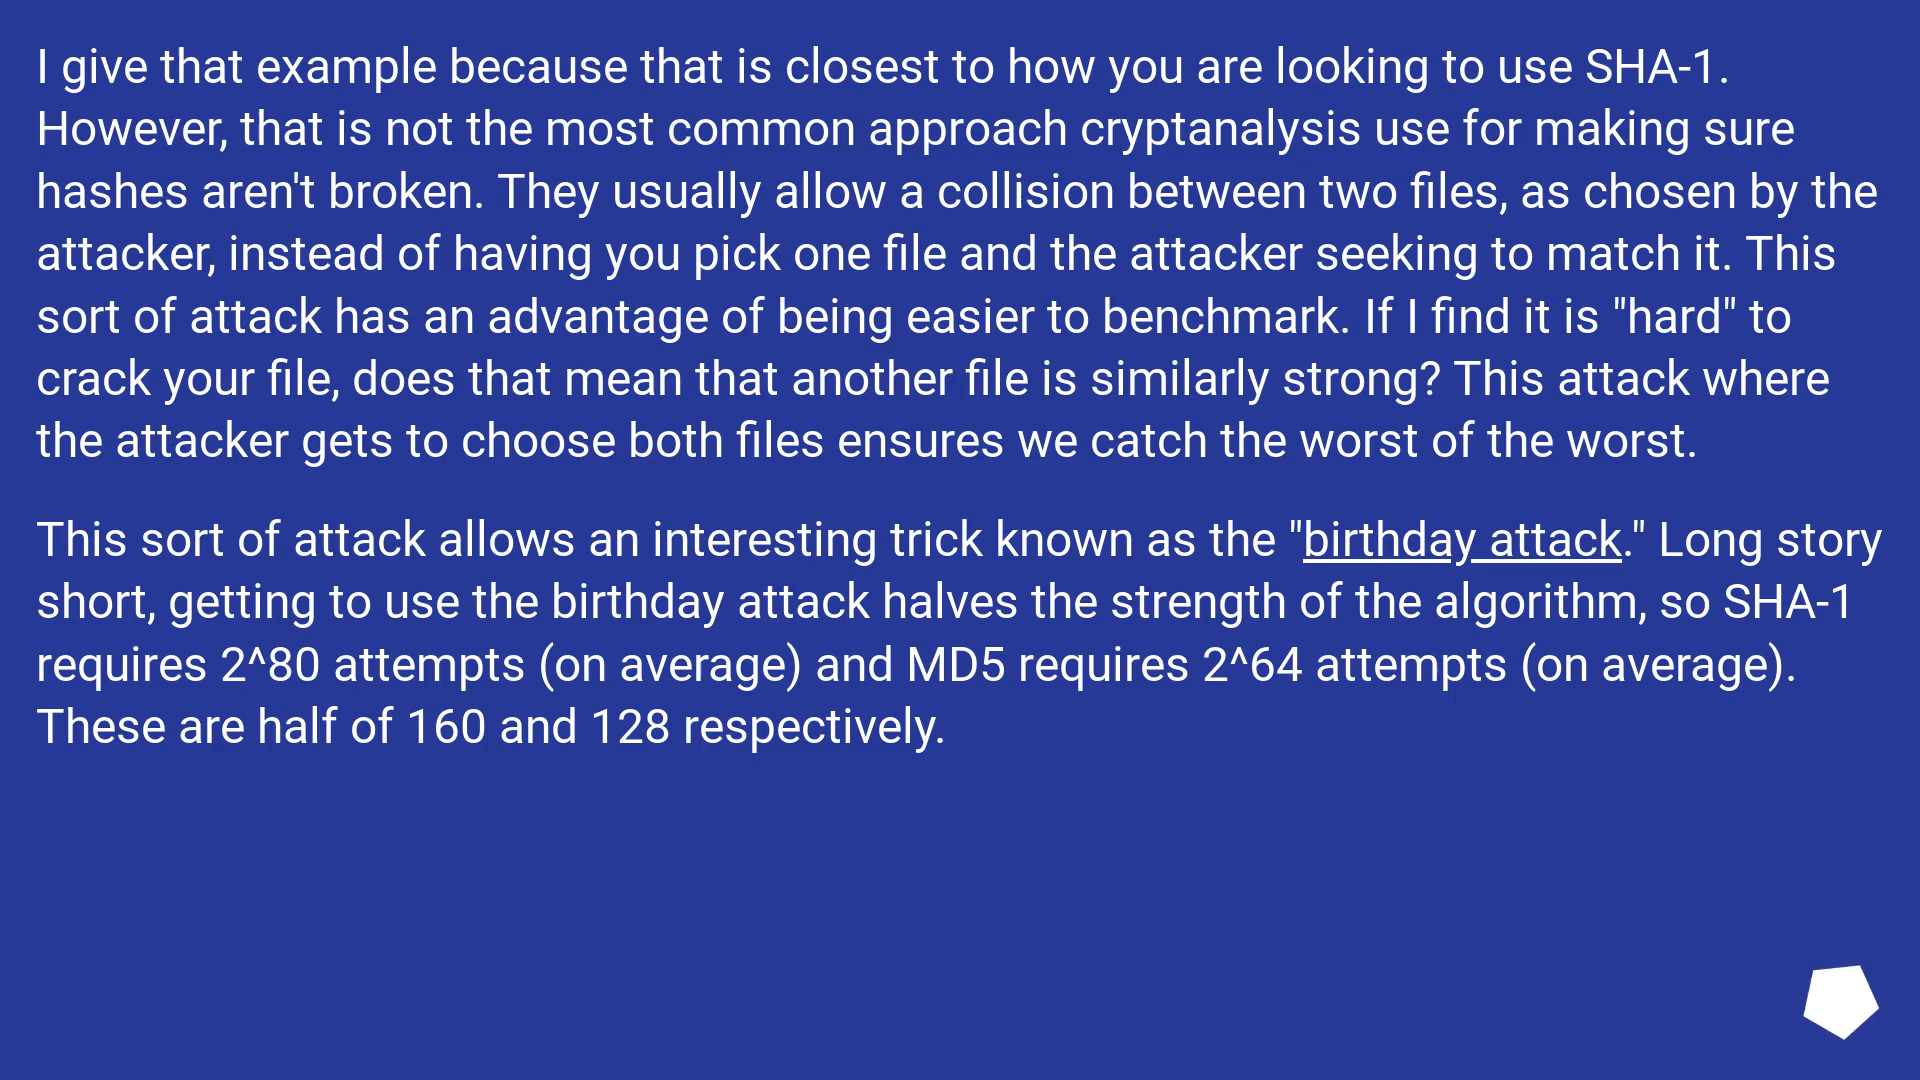 I give that example because that is closest to how you are looking to use SHA-1.
However, that is not the most common approach cryptanalysis use for making sure
hashes aren't broken. They usually allow a collision between two files, as chosen by the
attacker, instead of having you pick one file and the attacker seeking to match it. This
sort of attack has an advantage of being easier to benchmark. If I find it is "hard" to
crack your file, does that mean that another file is similarly strong? This attack where
the attacker gets to choose both files ensures we catch the worst of the worst.
This sort of attack allows an interesting trick known as the "birthday attack." Long story
short, getting to use the birthday attack halves the strength of the algorithm, so SHA-1
requires 2^80 attempts (on average) and MD5 requires 2^64 attempts (on average).
These are half of 160 and 128 respectively.